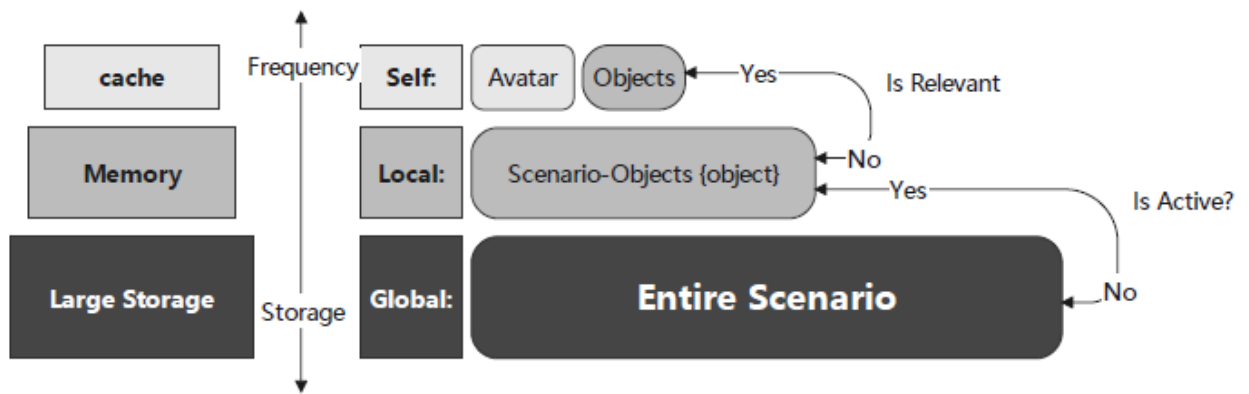 cache
Frequency
Self:
Avatar
Objects
Yes
Is Relevant
Memory
Local:
Scenario-Objects {object}
No
Yes
Is Active?
Large Storage
Storage
Global:
Entire Scenario
No